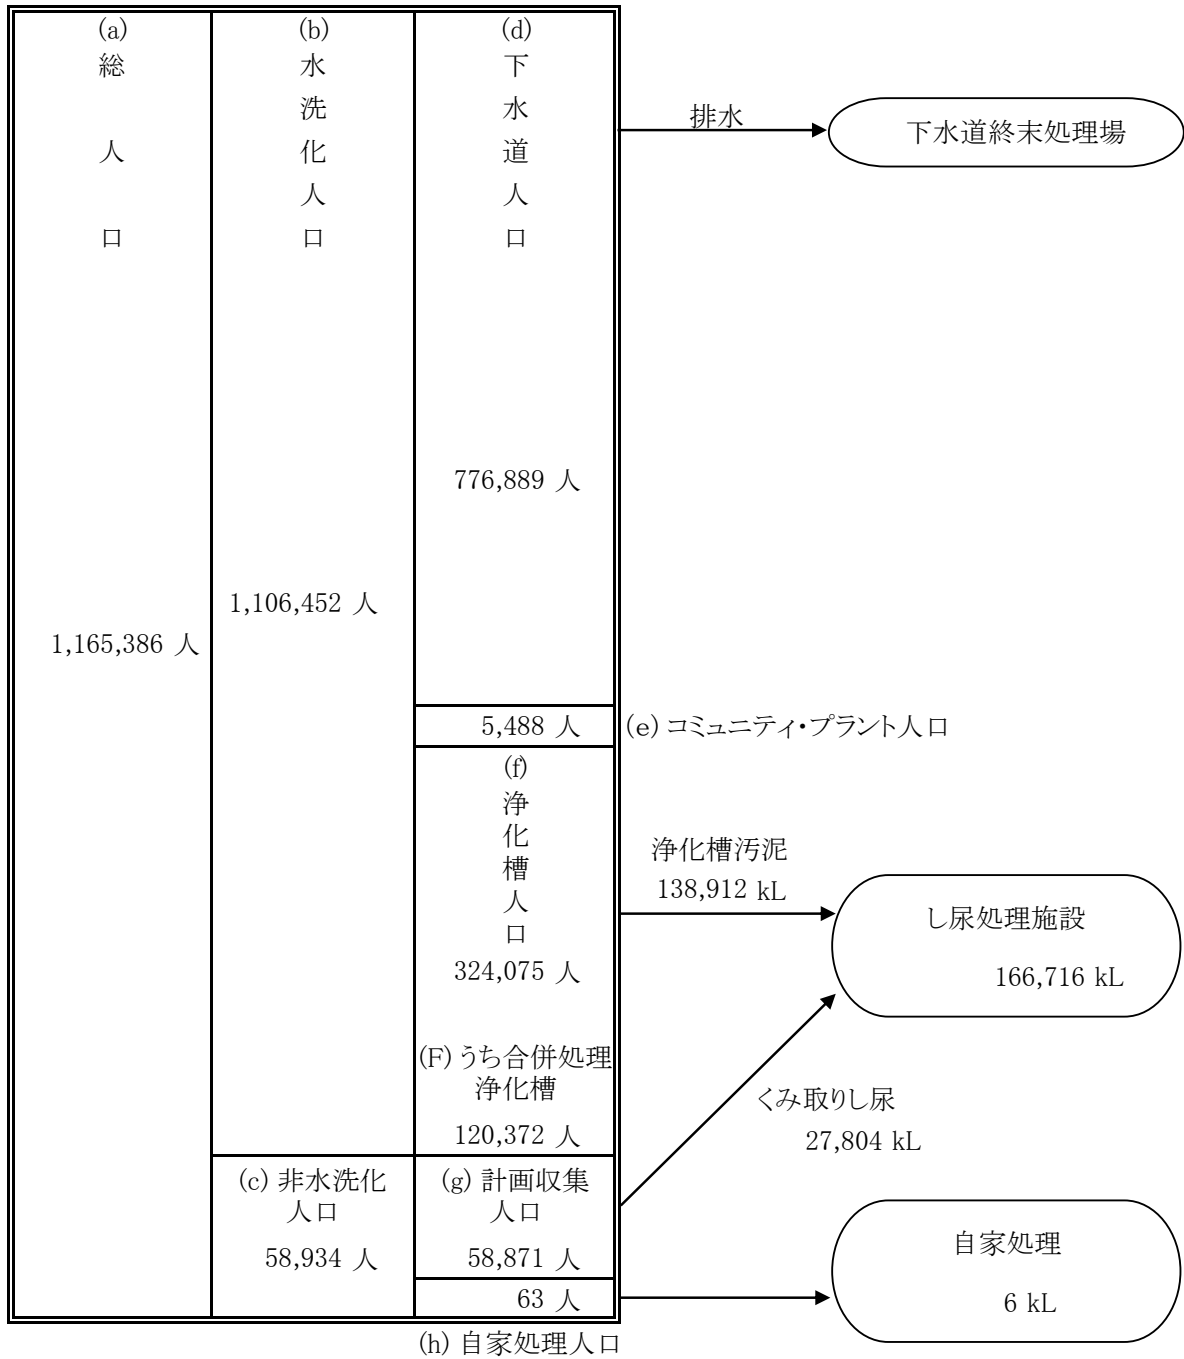 (a)
総人口
1,165,386 人
(b)
水洗化人口
1,106,452 人
(d)
下水道人口
776,889 人
排水
下水道終末処理場
5,488 人
(e) コミュニティ・プラント人口
(f)
浄化槽人口
324,075 人
(F) うち合併処理
浄化槽
120,372 人
浄化槽汚泥
138,912 kL
し尿処理施設
166,716 kL
くみ取りし尿
27,804 kL
(c) 非水洗化
人口
58,934 人
(g) 計画収集
人口
58,871 人
63 人
(h) 自家処理人口
自家処理
6 kL